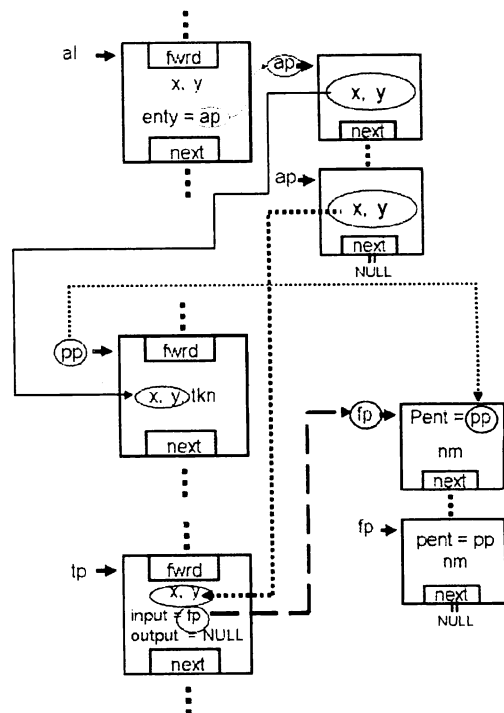 al
fwrd
x, y
enty = ap
next
ap
x, y
next
ap
x, y
next
NULL
pp
fwrd
x, y tkn
next
fp
Pent = pp
nm
next
fp
pent = pp
nm
next
NULL
tp
fwrd
x, y
input = fp
output = NULL
next